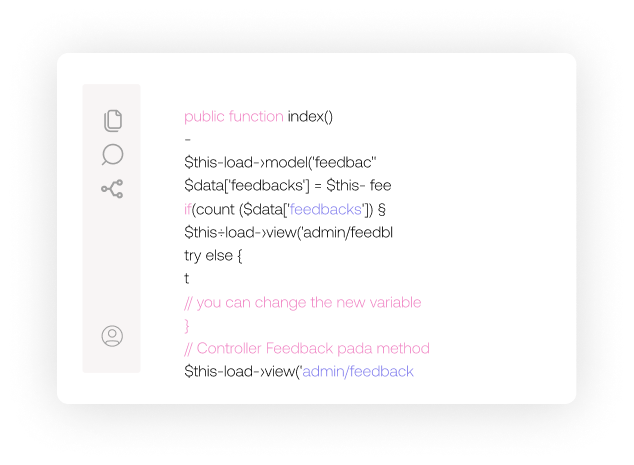 public function index()
-
$this-load->model('feedbac"
$data['feedbacks'] = $this- fee
if(count ($data['feedbacks']) §
$this÷load->view('admin/feedbl
try else {
t
// you can change the new variable
}
// Controller Feedback pada method
$this-load->view('admin/feedback